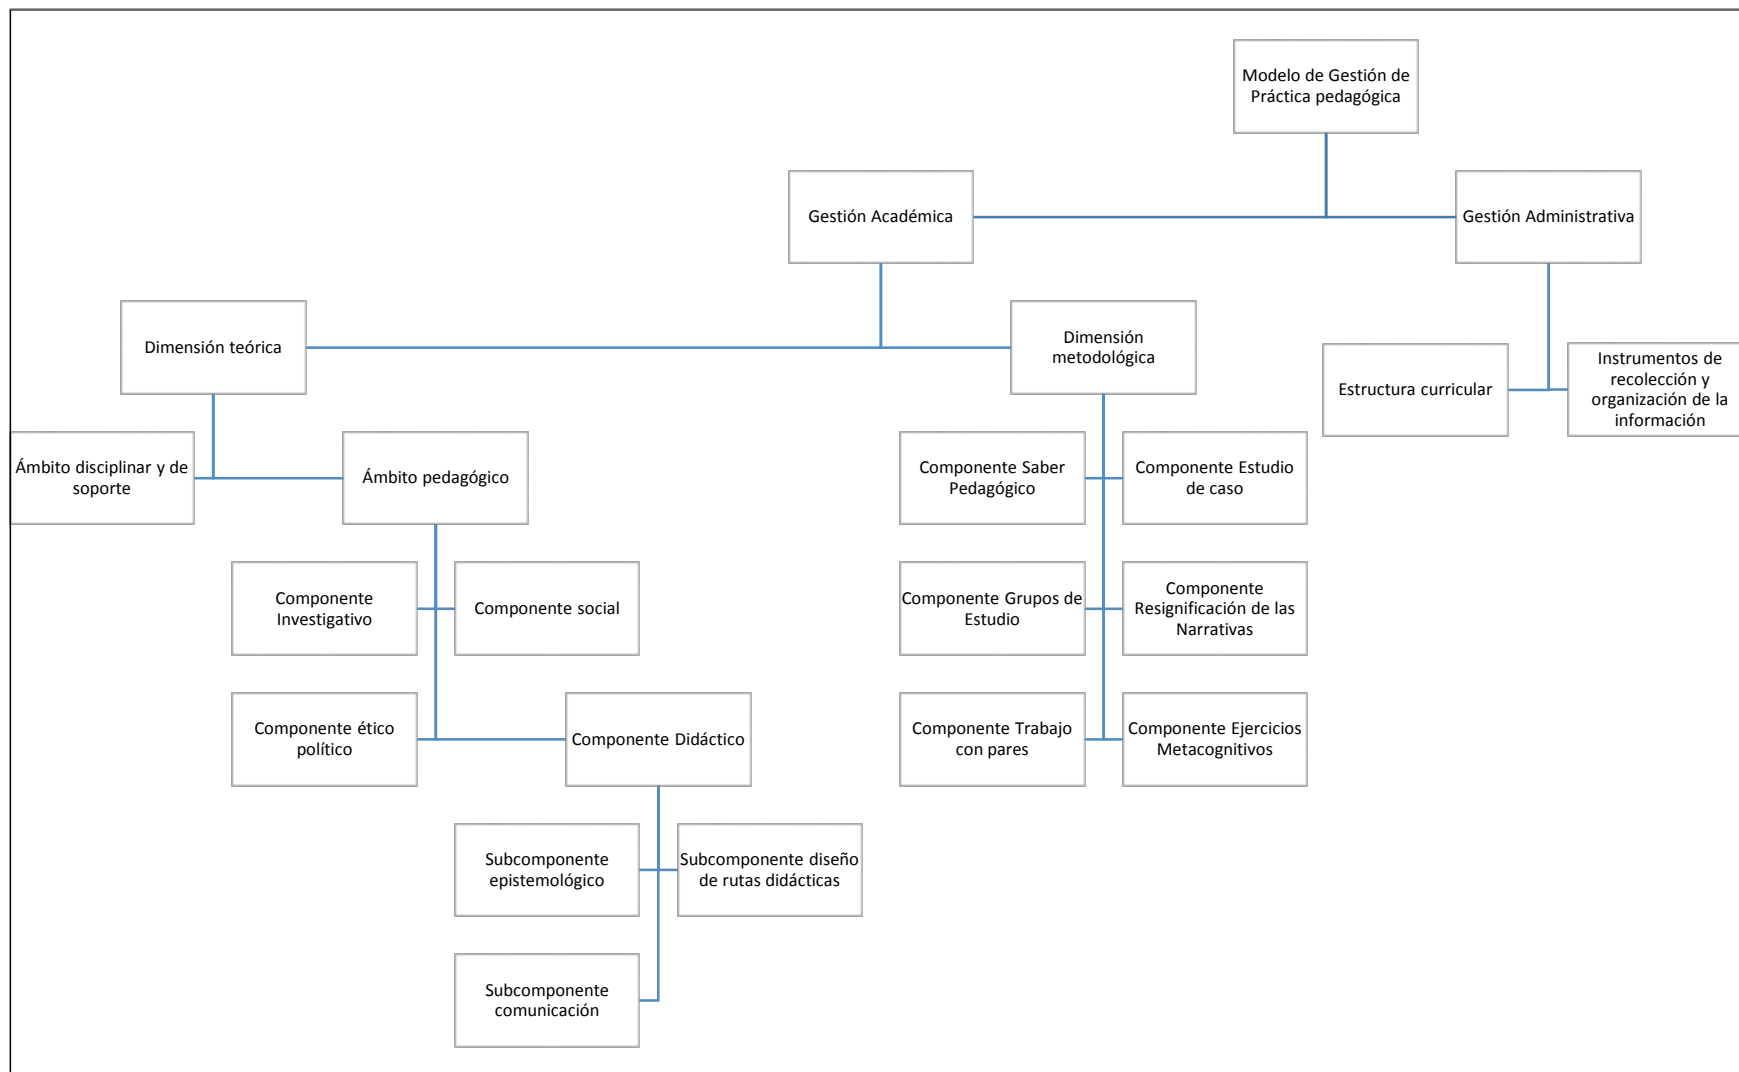 Modelo de Gestión de
Práctica pedagógica
Gestión Académica
Gestión Administrativa
Dimensión teórica
Dimensión
metodológica
Estructura curricular
Instrumentos de
recolección y
organización de la
información
Ámbito disciplinar y de
soporte
Ámbito pedagógico
Componente Saber
Pedagógico
Componente Estudio
de caso
Componente
Investigativo
Componente social
Componente Grupos de
Estudio
Componente
Resignificación de las
Narrativas
Componente ético
político
Componente Didáctico
Componente Trabajo
con pares
Componente Ejercicios
Metacognitivos
Subcomponente
epistemológico
Subcomponente diseño
de rutas didácticas
Subcomponente
comunicación